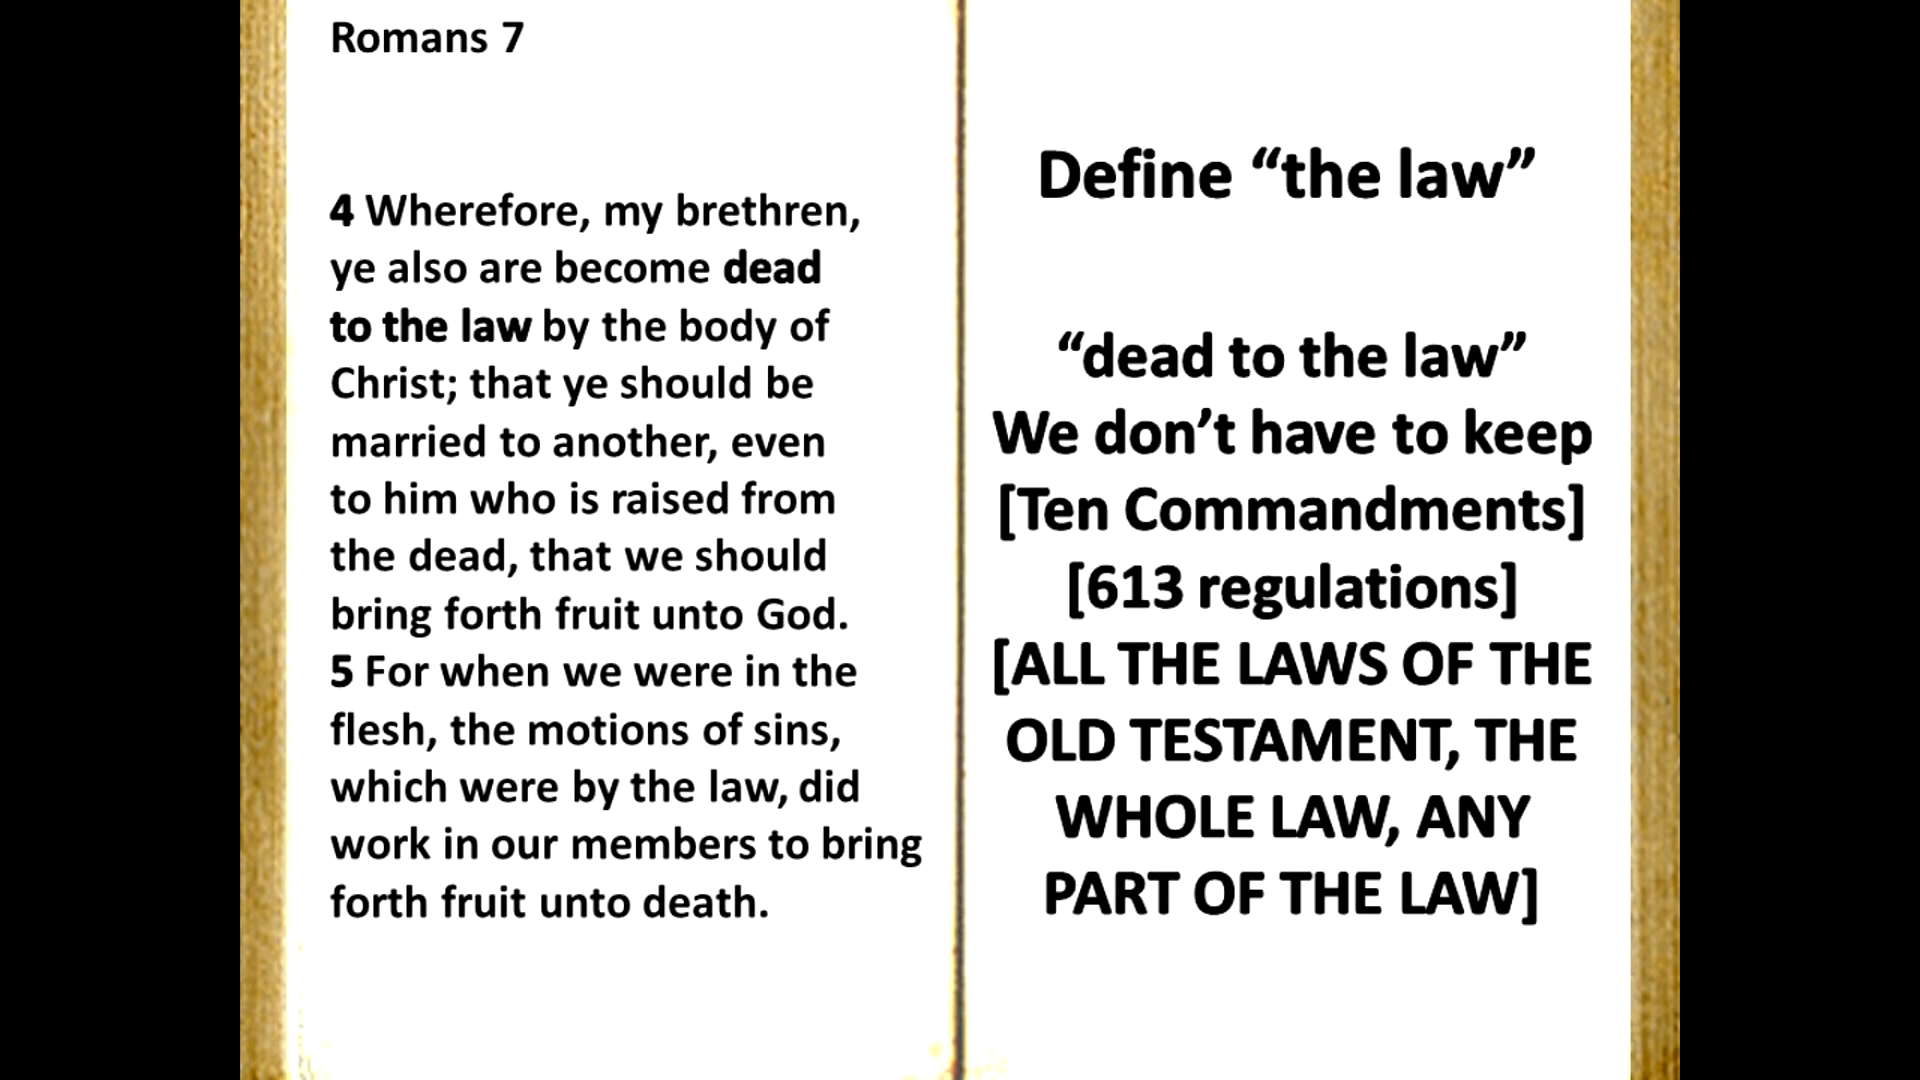 Romans 7
4 Wherefore, my brethren,
ye also are become dead
to the law by the body of
Christ; that ye should be
married to another, even
to him who is raised from
the dead, that we should
bring forth fruit unto God.
5 For when we were in the
flesh, the motions of sins,
which were by the law, did
work in our members to bring
forth fruit unto death.
Define “the law”
“dead to the law”
We don’t have to keep
[Ten Commandments]
[613 regulations]
[ALL THE LAWS OF THE
OLD TESTAMENT, THE
WHOLE LAW, ANY
PART OF THE LAW]